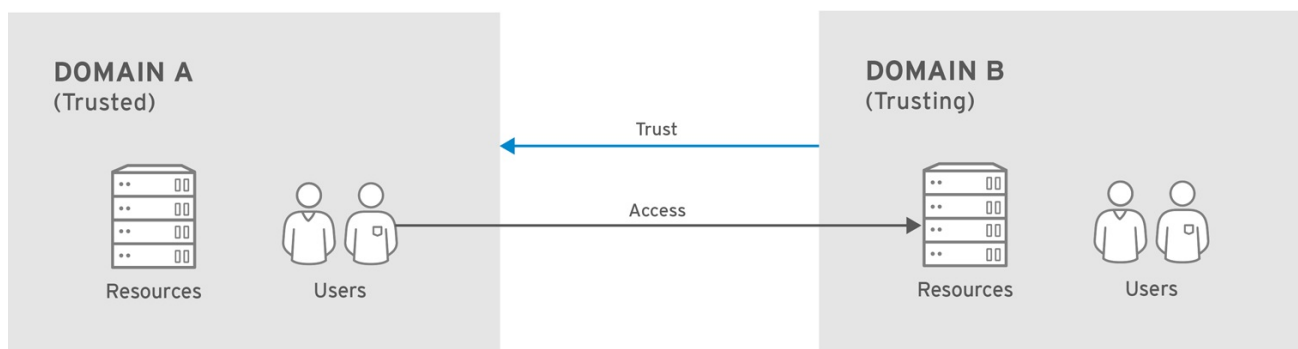 DOMAIN A
(Trusted)
Resources
Users
Trust
Access
DOMAIN B
(Trusting)
Resources
Users